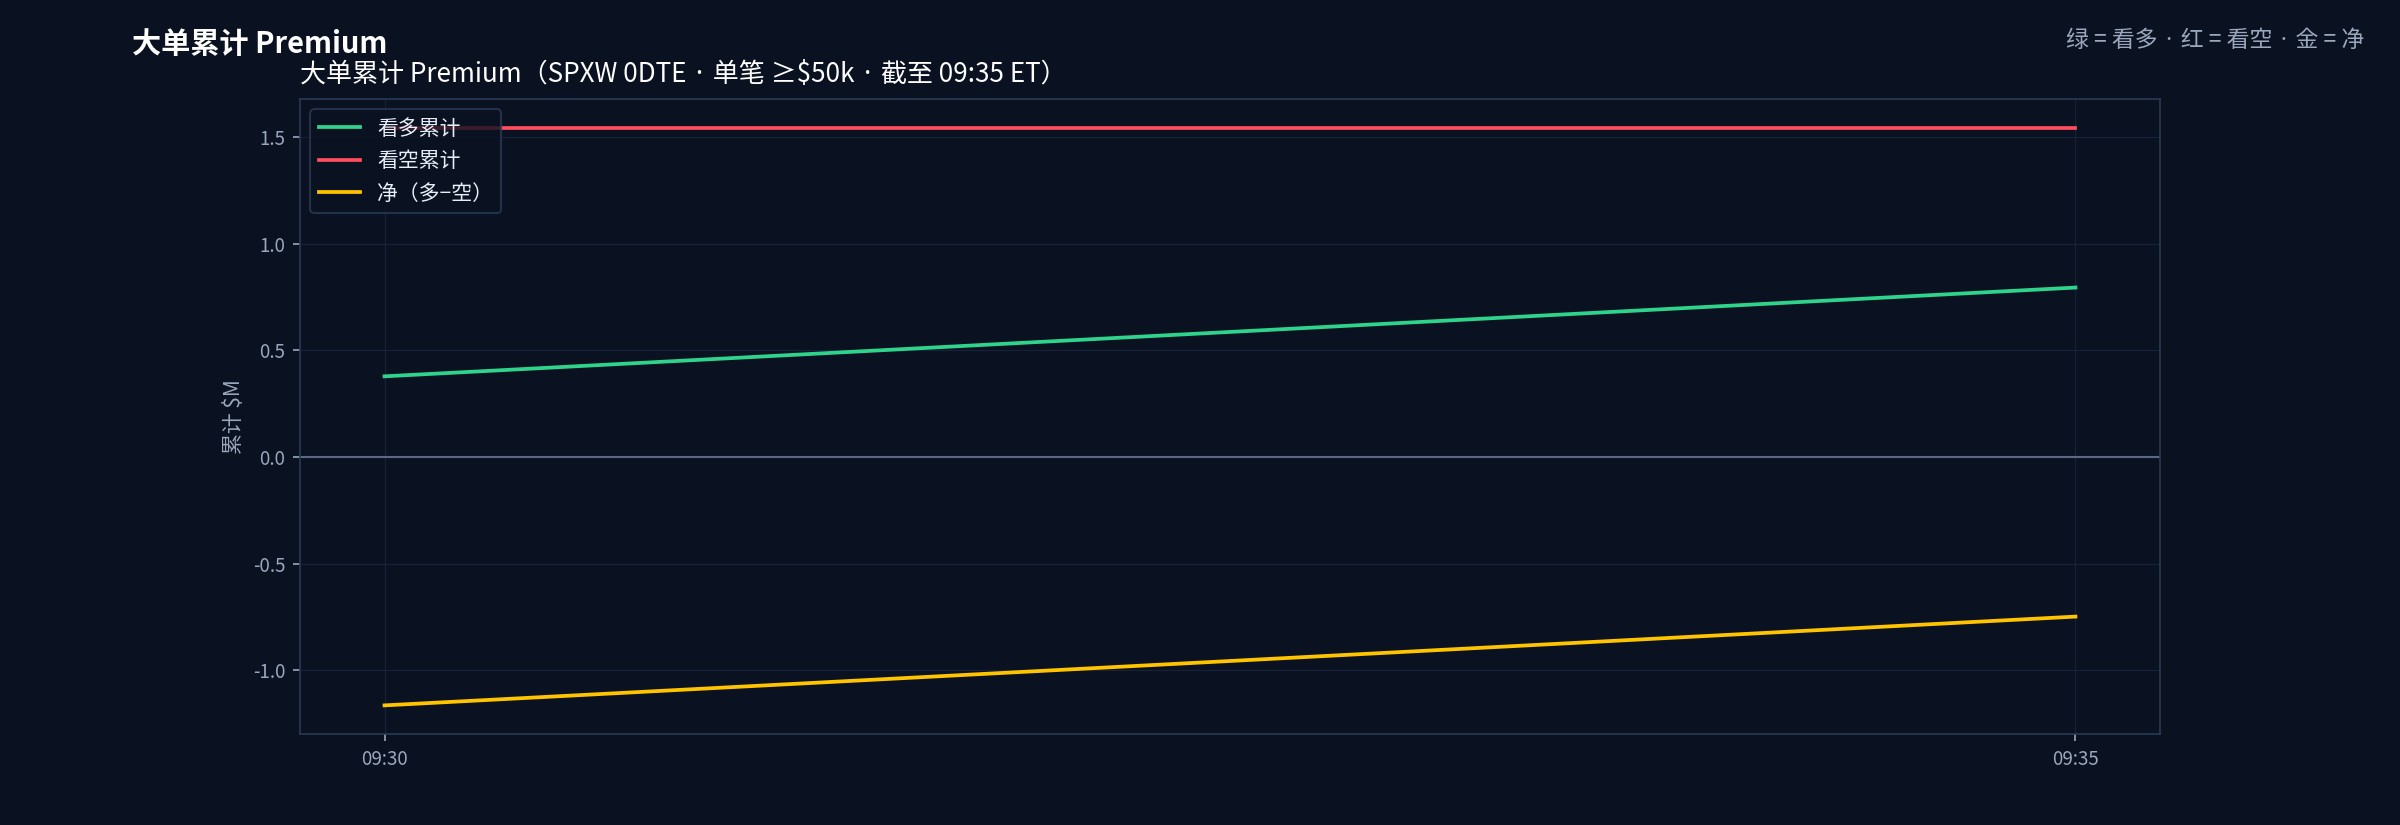 大单累计 Premium
绿 = 看多 · 红 = 看空 · 金 = 净
大单累计 Premium（SPXW 0DTE · 单笔 ≥$50k · 截至 09:35 ET）
看多累计
看空累计
净（多−空）
1.5
1.0
0.5
0.0
-0.5
-1.0
累计 $M
09:30
09:35